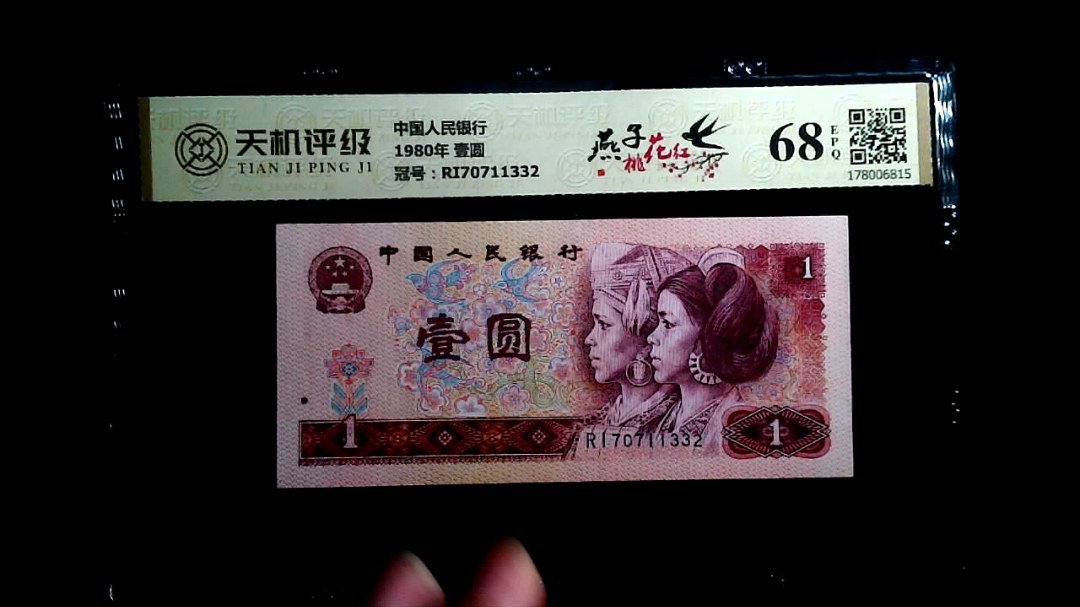 天机评级
TIAN JI PING JI
中国人民银行
1980年 壹圆
冠号：RI70711332
燕子
桃花红
68
EPQ
178006815
中国人民银行
1
壹圆
1
RI70711332
1